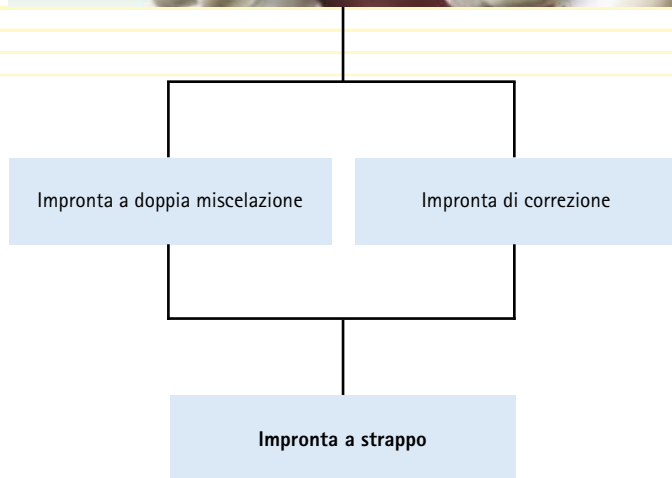 Impronta a doppia miscelazione
Impronta di correzione
Impronta a strappo